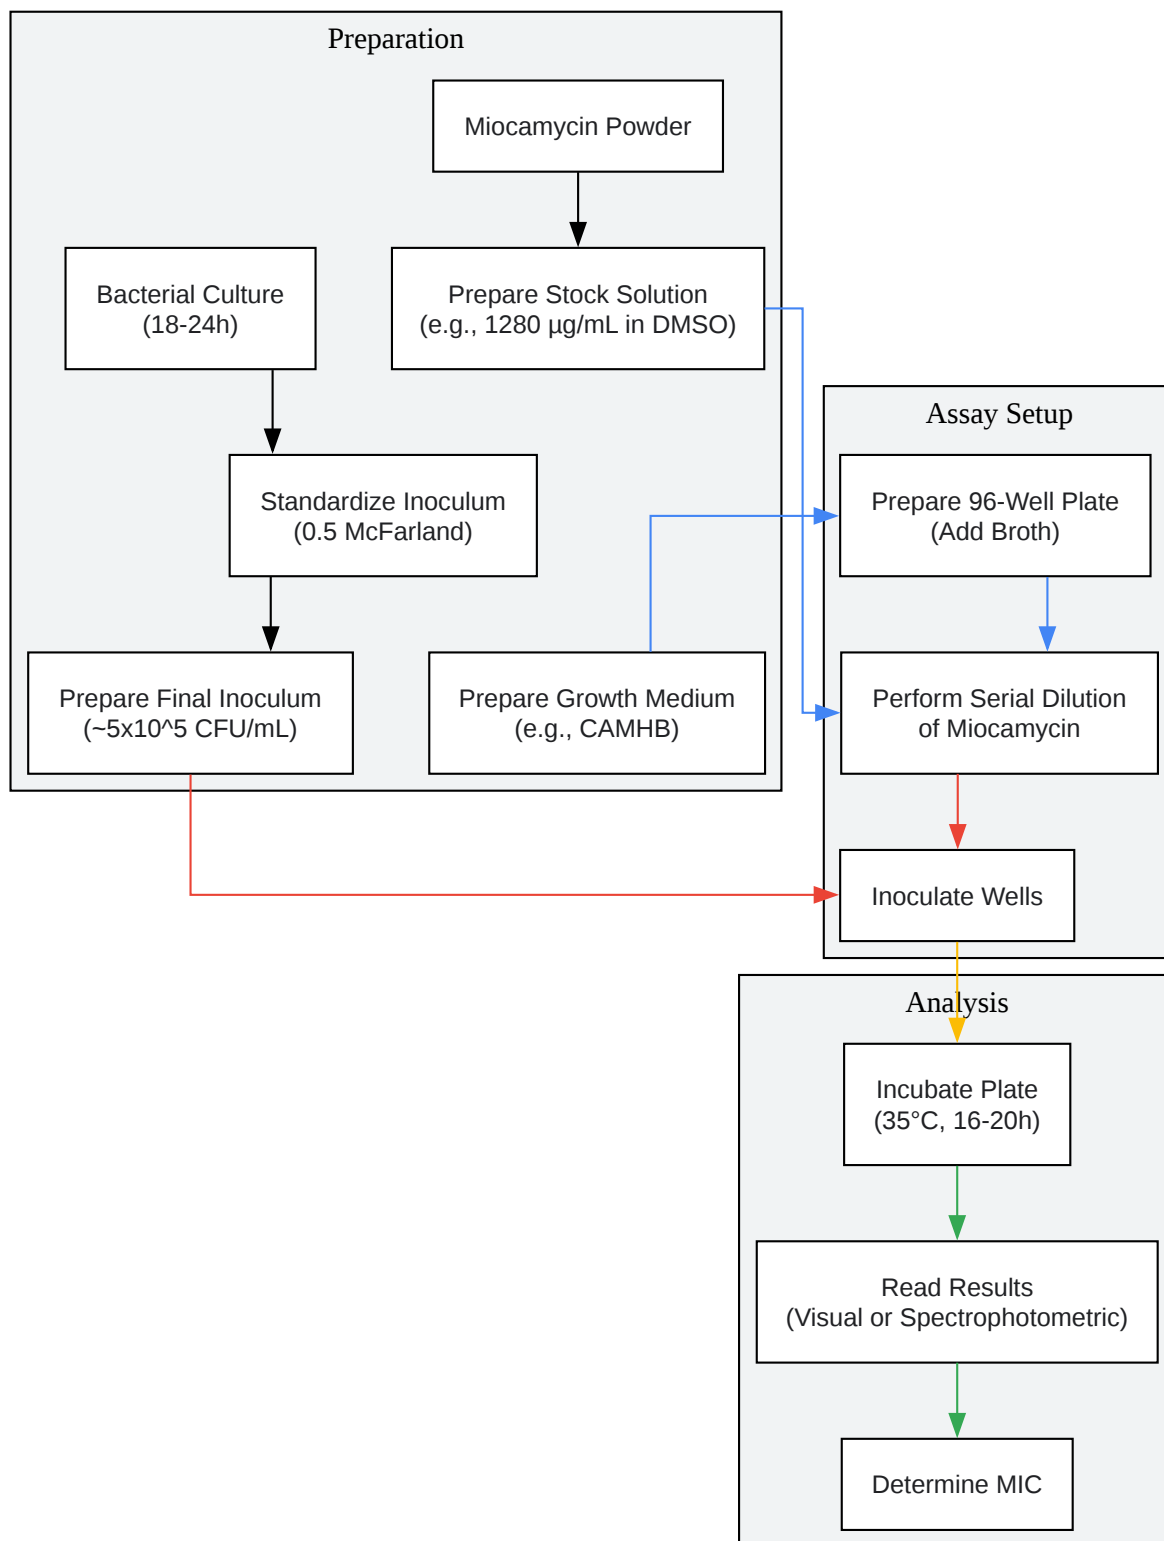 Preparation
Miocamycin Powder
Bacterial Culture
(18-24h)
Prepare Stock Solution
(e.g., 1280 µg/mL in DMSO)
Standardize Inoculum
(0.5 McFarland)
Prepare Final Inoculum
(~5x10^5 CFU/mL)
Prepare Growth Medium
(e.g., CAMHB)
Assay Setup
Prepare 96-Well Plate
(Add Broth)
Perform Serial Dilution
of Miocamycin
Inoculate Wells
Analysis
Incubate Plate
(35°C, 16-20h)
Read Results
(Visual or Spectrophotometric)
Determine MIC